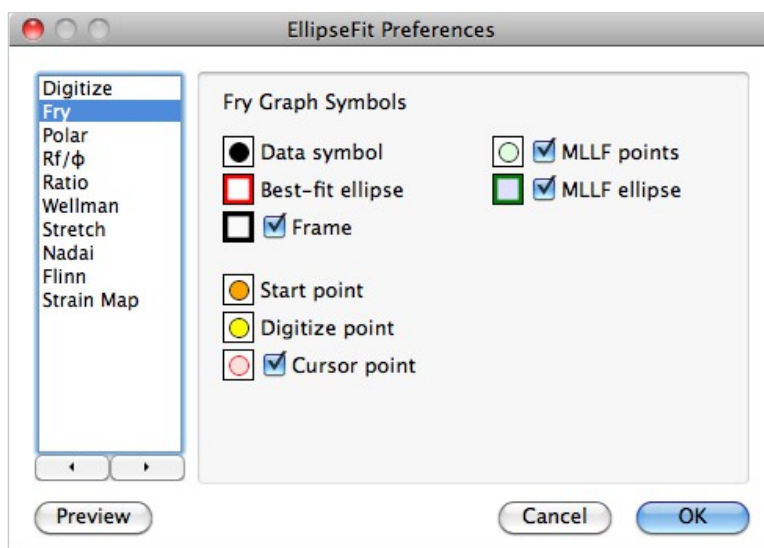 EllipseFit Preferences
Digitize
Fry
Polar
Rf/ϕ
Ratio
Wellman
Stretch
Nadai
Flinn
Strain Map
Fry Graph Symbols
Data symbol
MLLF points
Best-fit ellipse
MLLF ellipse
Frame
Start point
Digitize point
Cursor point
Preview
Cancel
OK